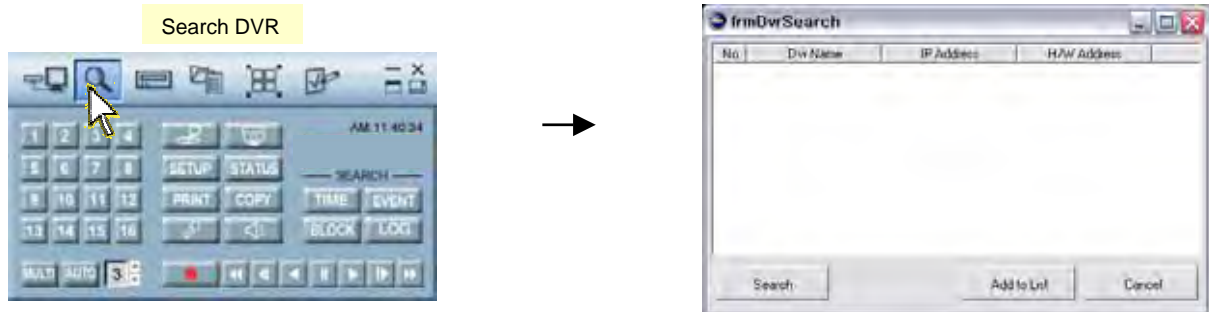 Search DVR
AM 11:40:34
1 2 3 4
5 6 7 8
9 10 11 12
13 14 15 16
SETUP STATUS
PRINT COPY
SEARCH
TIME EVENT
BLOCK LOG
MULTI AUTO 3
frmDvrSearch
No. Dvr Name IP Address H/W Address
Search Add to List Cancel